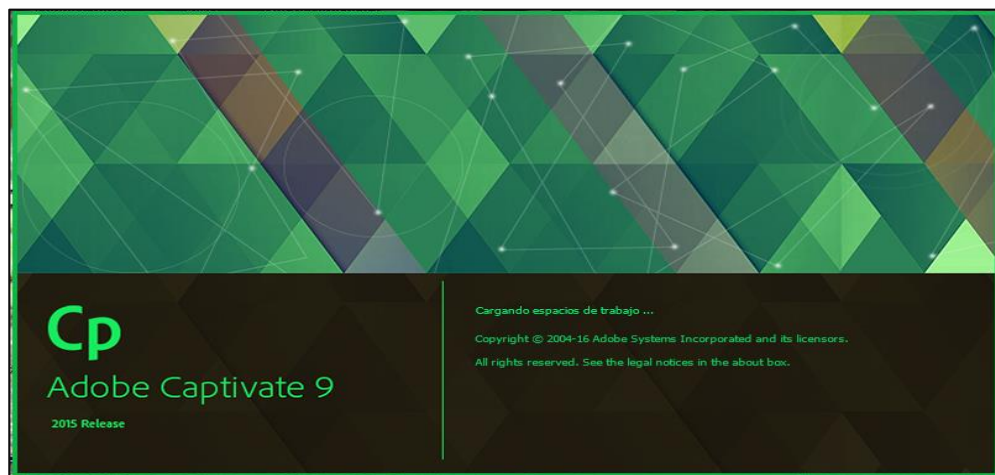 Cp
Adobe Captivate 9
2015 Release
Cargando espacios de trabajo ...
Copyright © 2004-16 Adobe Systems Incorporated and its licensors.
All rights reserved. See the legal notices in the about box.